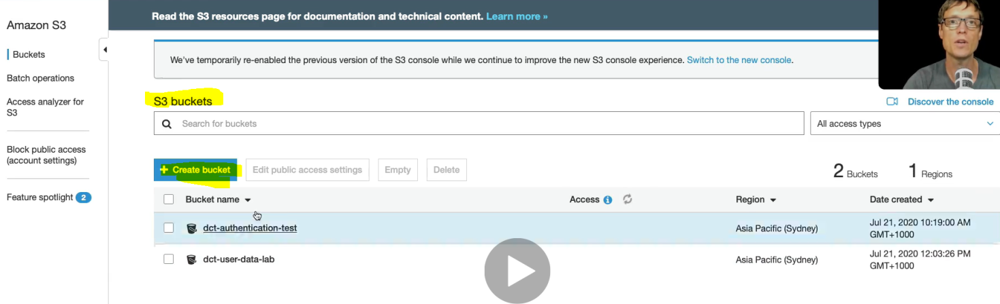 Amazon S3
Buckets
Batch operations
Access analyzer for
S3
Block public access
(account settings)
Feature spotlight 2
Read the S3 resources page for documentation and technical content. Learn more »
We've temporarily re-enabled the previous version of the S3 console while we continue to improve the new S3 console experience. Switch to the new console.
S3 buckets
Discover the console
Search for buckets
All access types
+ Create bucket
Edit public access settings
Empty
Delete
2 Buckets
1 Regions
Bucket name
Access
Region
Date created
dct-authentication-test
Asia Pacific (Sydney)
Jul 21, 2020 10:19:00 AM
GMT+1000
dct-user-data-lab
Asia Pacific (Sydney)
Jul 21, 2020 12:03:26 PM
GMT+1000